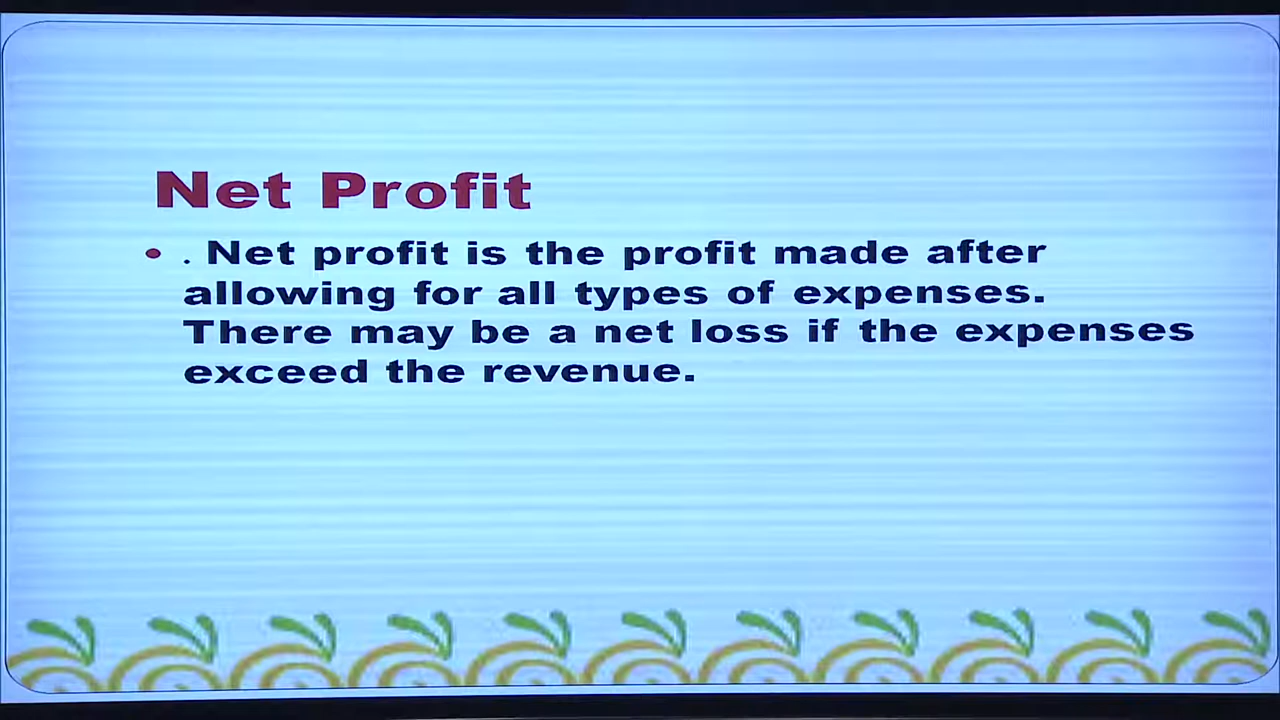 Net Profit
• . Net profit is the profit made after
allowing for all types of expenses.
There may be a net loss if the expenses
exceed the revenue.